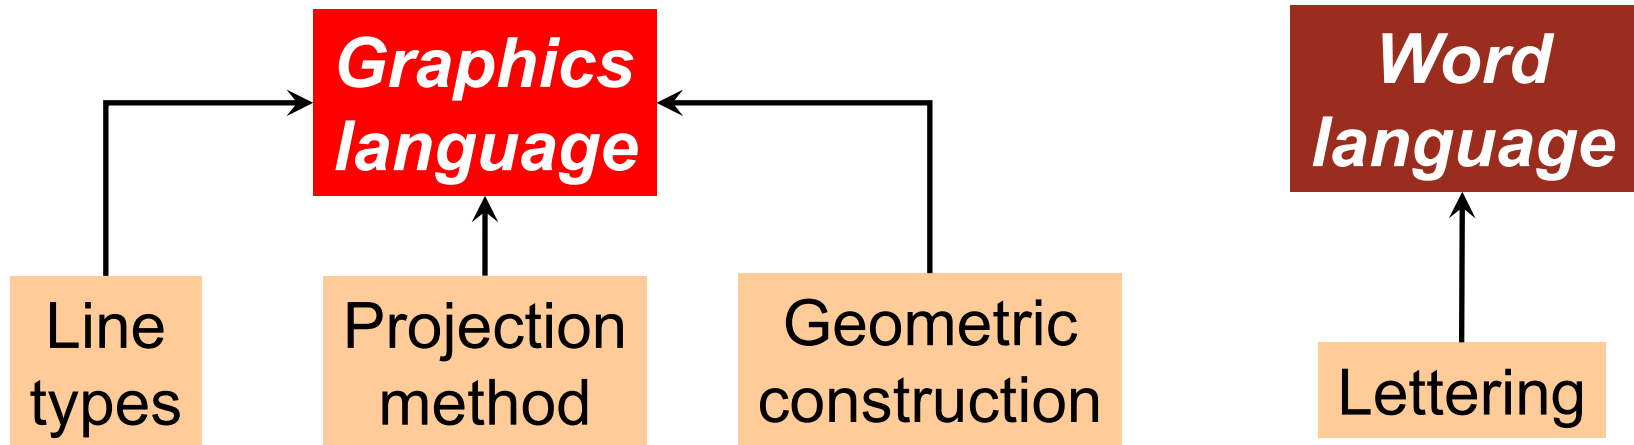 Graphics
language
Word
language
Line
types
Projection
method
Geometric
construction
Lettering